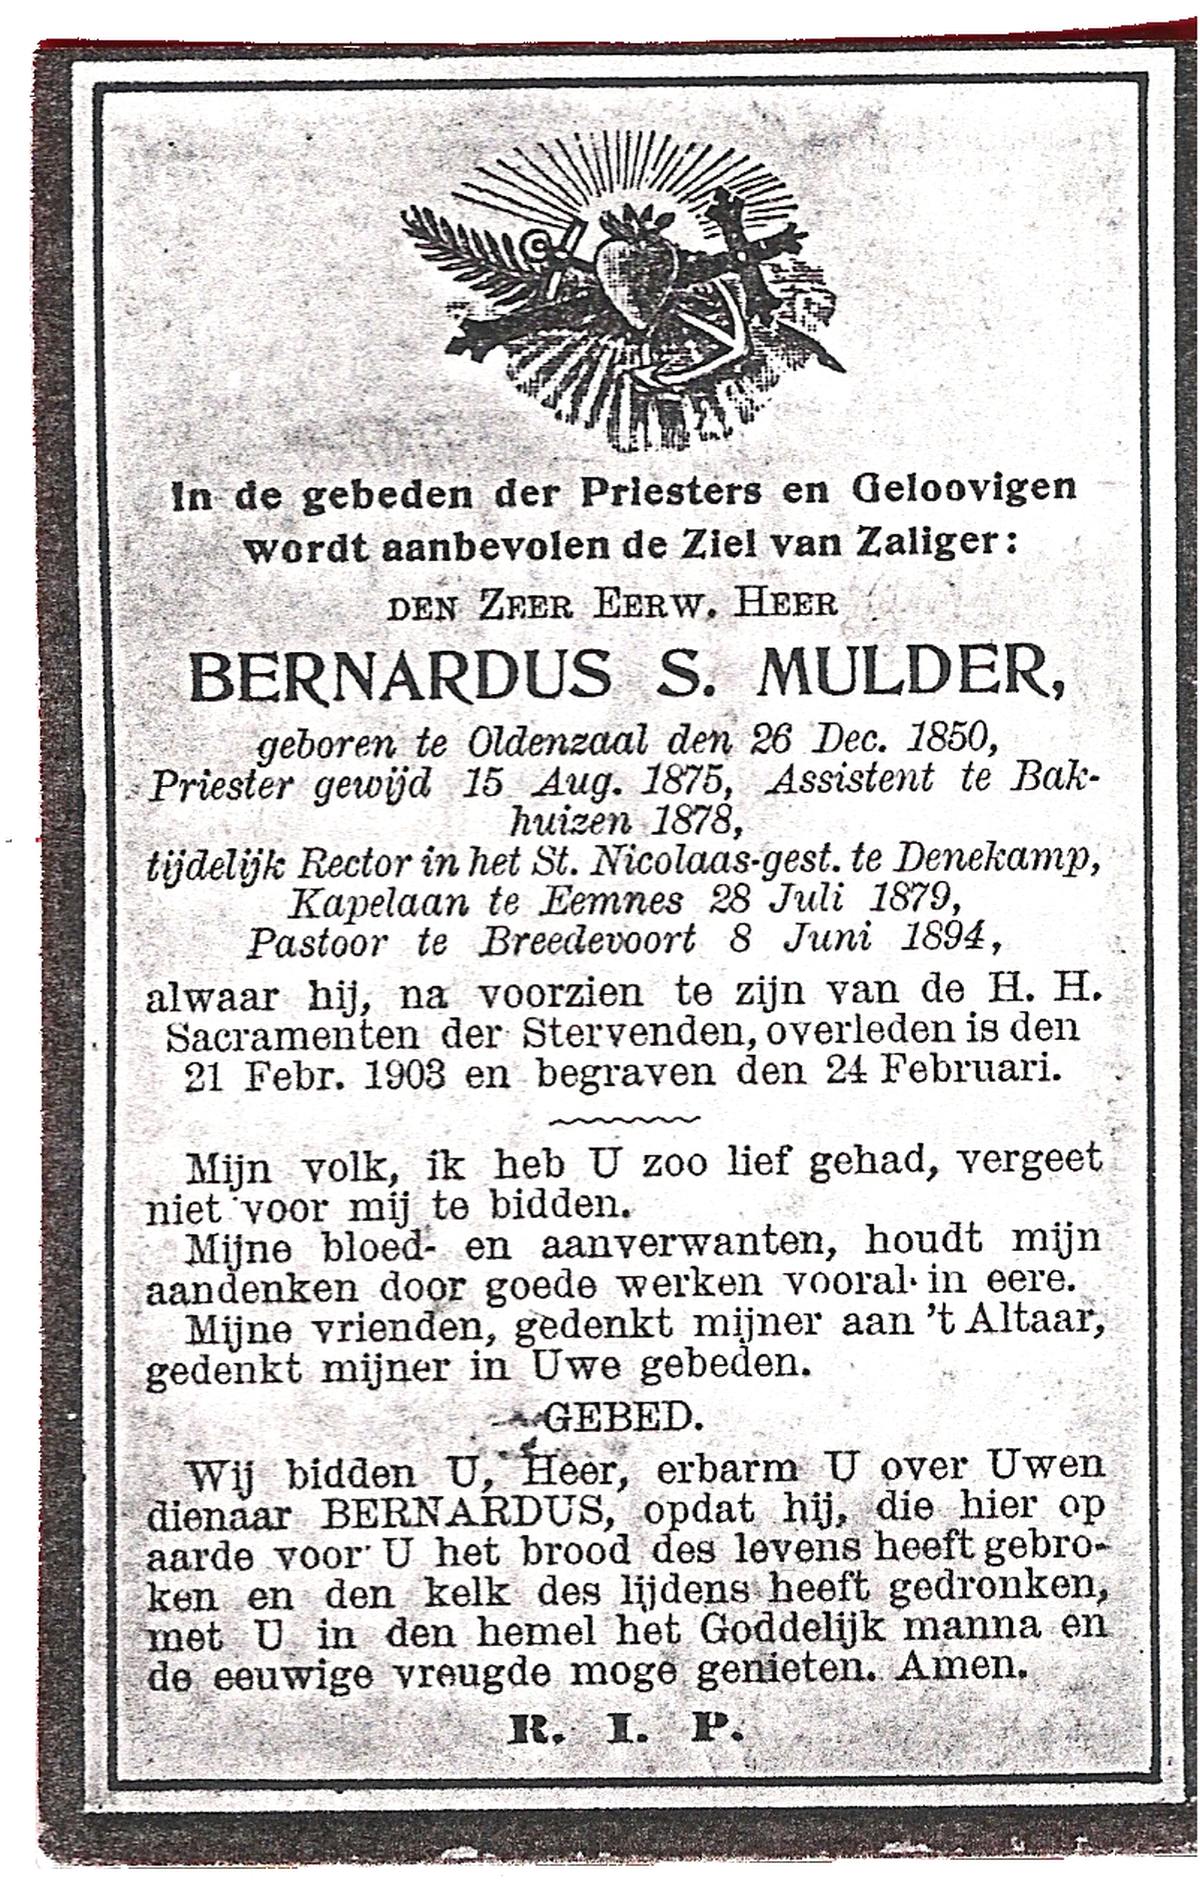 In de gebeden der Priesters en Geloovigen
wordt aanbevolen de Ziel van Zaliger:
DEN ZEER EERW. HEER
BERNARDUS S. MULDER,
geboren te Oldenzaal den 26 Dec. 1850,
Priester gewijd 15 Aug. 1875, Assistent te Bak-
huizen 1878,
tijdelijk Rector in het St. Nicolaas-gest. te Denekamp,
Kapelaan te Eemnes 28 Juli 1879,
Pastoor te Breedevoort 8 Juni 1894,
alwaar hij, na voorzien te zijn van de H. H.
Sacramenten der Stervenden, overleden is den
21 Febr. 1903 en begraven den 24 Februari.
Mijn volk, ik heb U zoo lief gehad, vergeet
niet voor mij te bidden.
Mijne bloed- en aanverwanten, houdt mijn
aandenken door goede werken vooral in eere.
Mijne vrienden, gedenkt mijner aan 't Altaar,
gedenkt mijner in Uwe gebeden.
GEBED.
Wij bidden U, Heer, erbarm U over Uwen
dienaar BERNARDUS, opdat hij, die hier op
aarde voor U het brood des levens heeft gebro-
ken en den kelk des lijdens heeft gedronken,
met U in den hemel het Goddelijk manna en
de eeuwige vreugde moge genieten. Amen.
R. I. P.